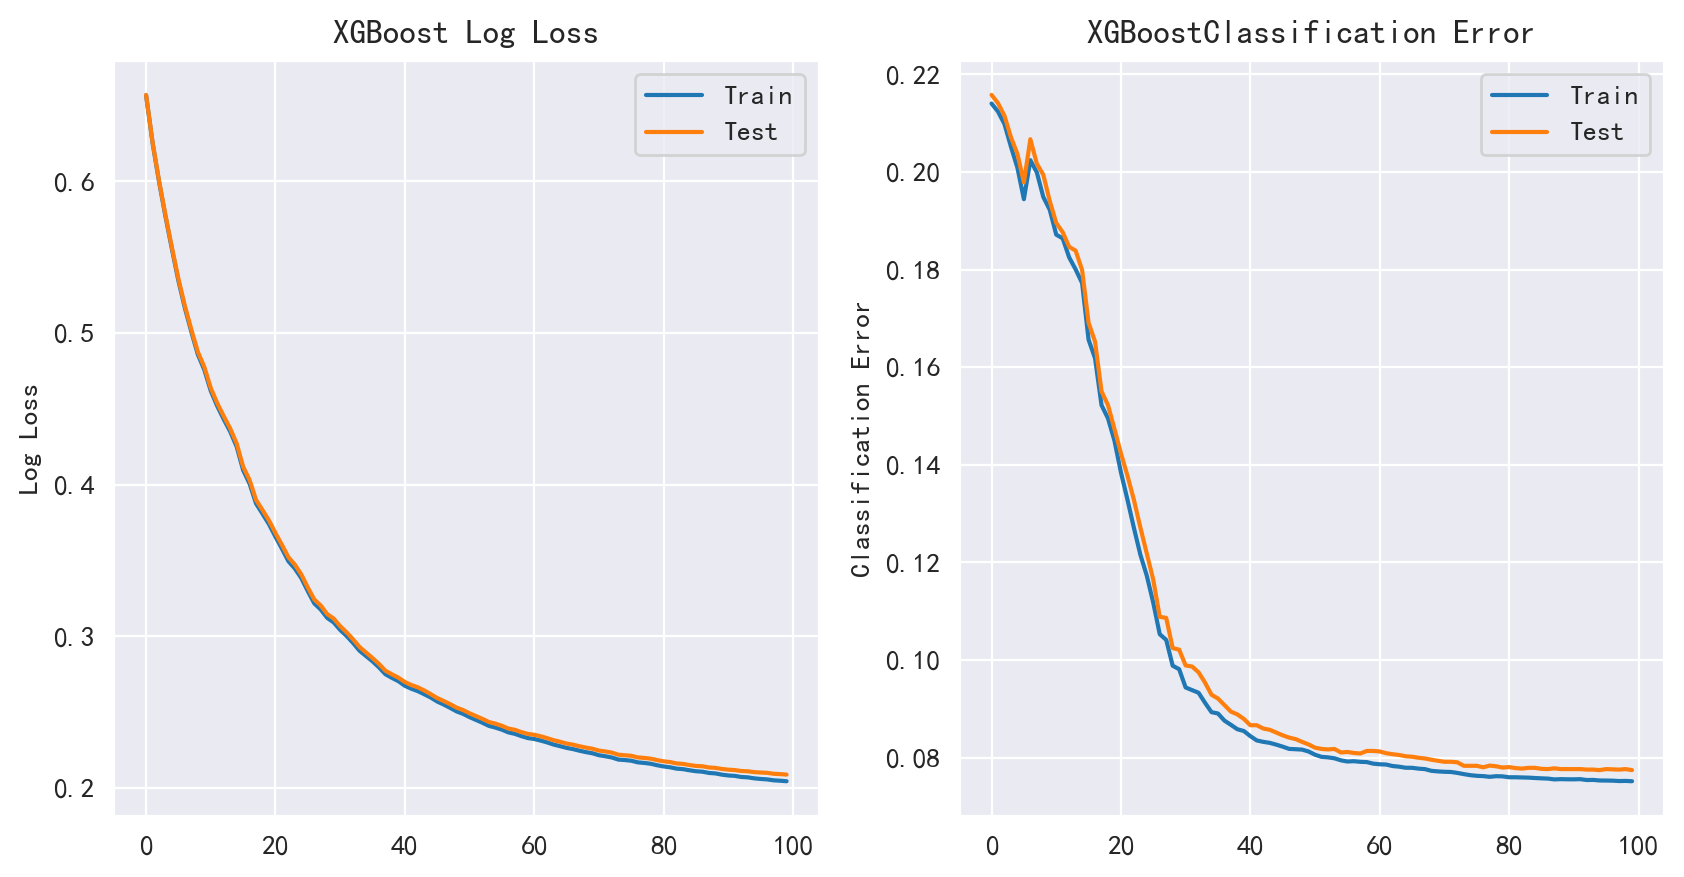 XGBoost Log Loss
Train
Test
Log Loss
0.6
0.5
0.4
0.3
0.2
0 20 40 60 80 100
XGBoostClassification Error
Train
Test
Classification Error
0.22
0.20
0.18
0.16
0.14
0.12
0.10
0.08
0 20 40 60 80 100